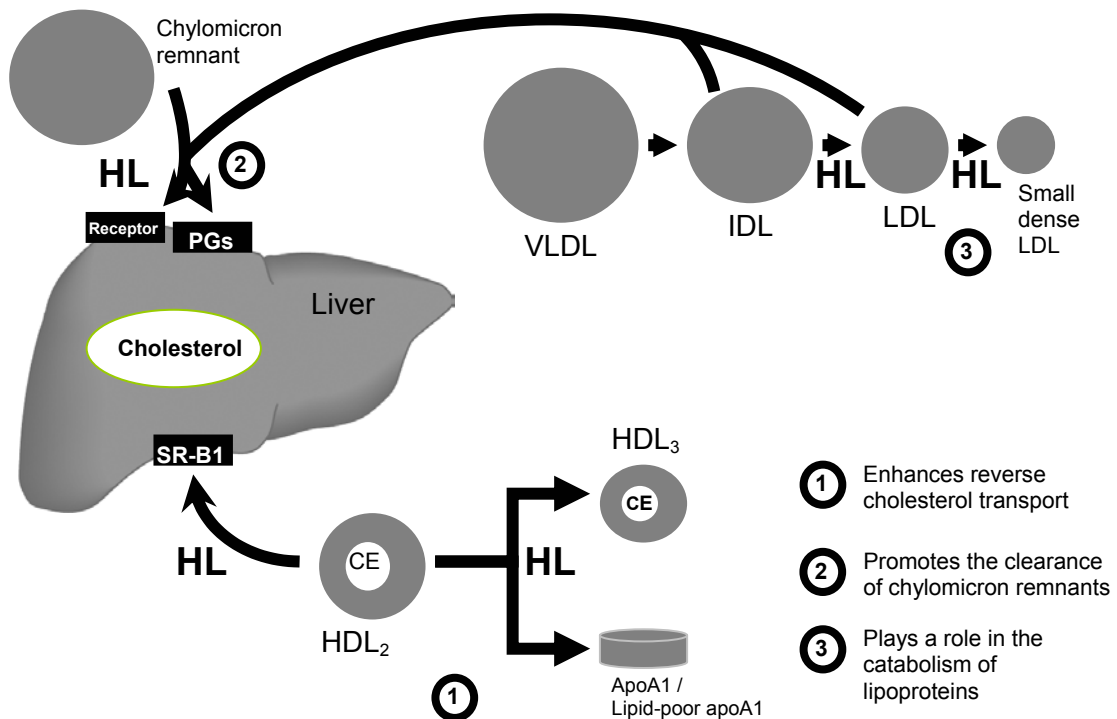 Chylomicron
remnant
HL
2
Receptor
PGs
Liver
Cholesterol
SR-B1
VLDL
IDL
HL
LDL
HL
Small
dense
LDL
3
HL
CE
HDL₂
HL
HDL₃
CE
ApoA1 /
Lipid-poor apoA1
1
1 Enhances reverse
cholesterol transport
2 Promotes the clearance
of chylomicron remnants
3 Plays a role in the
catabolism of
lipoproteins